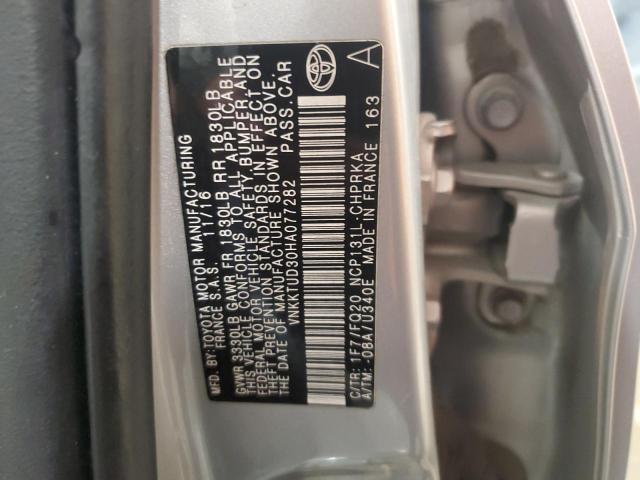 MFD. BY: TOYOTA MOTOR MANUFACTURING
FRANCE S.A.S. 11/16
GVWR 3330LB GAWR FR 1830LB RR 1830LB
THIS VEHICLE CONFORMS TO ALL APPLICABLE
FEDERAL MOTOR VEHICLE SAFETY BUMPER, AND
THEFT PREVENTION STANDARDS IN EFFECT ON
THE DATE OF MANUFACTURE SHOWN ABOVE.
VNKKTUD30HA077282 PASS. CAR
C/TR: 1F7/FQ20 NCP131L-CHPRKA A
A/TM: -08A/U340E MADE IN FRANCE 163